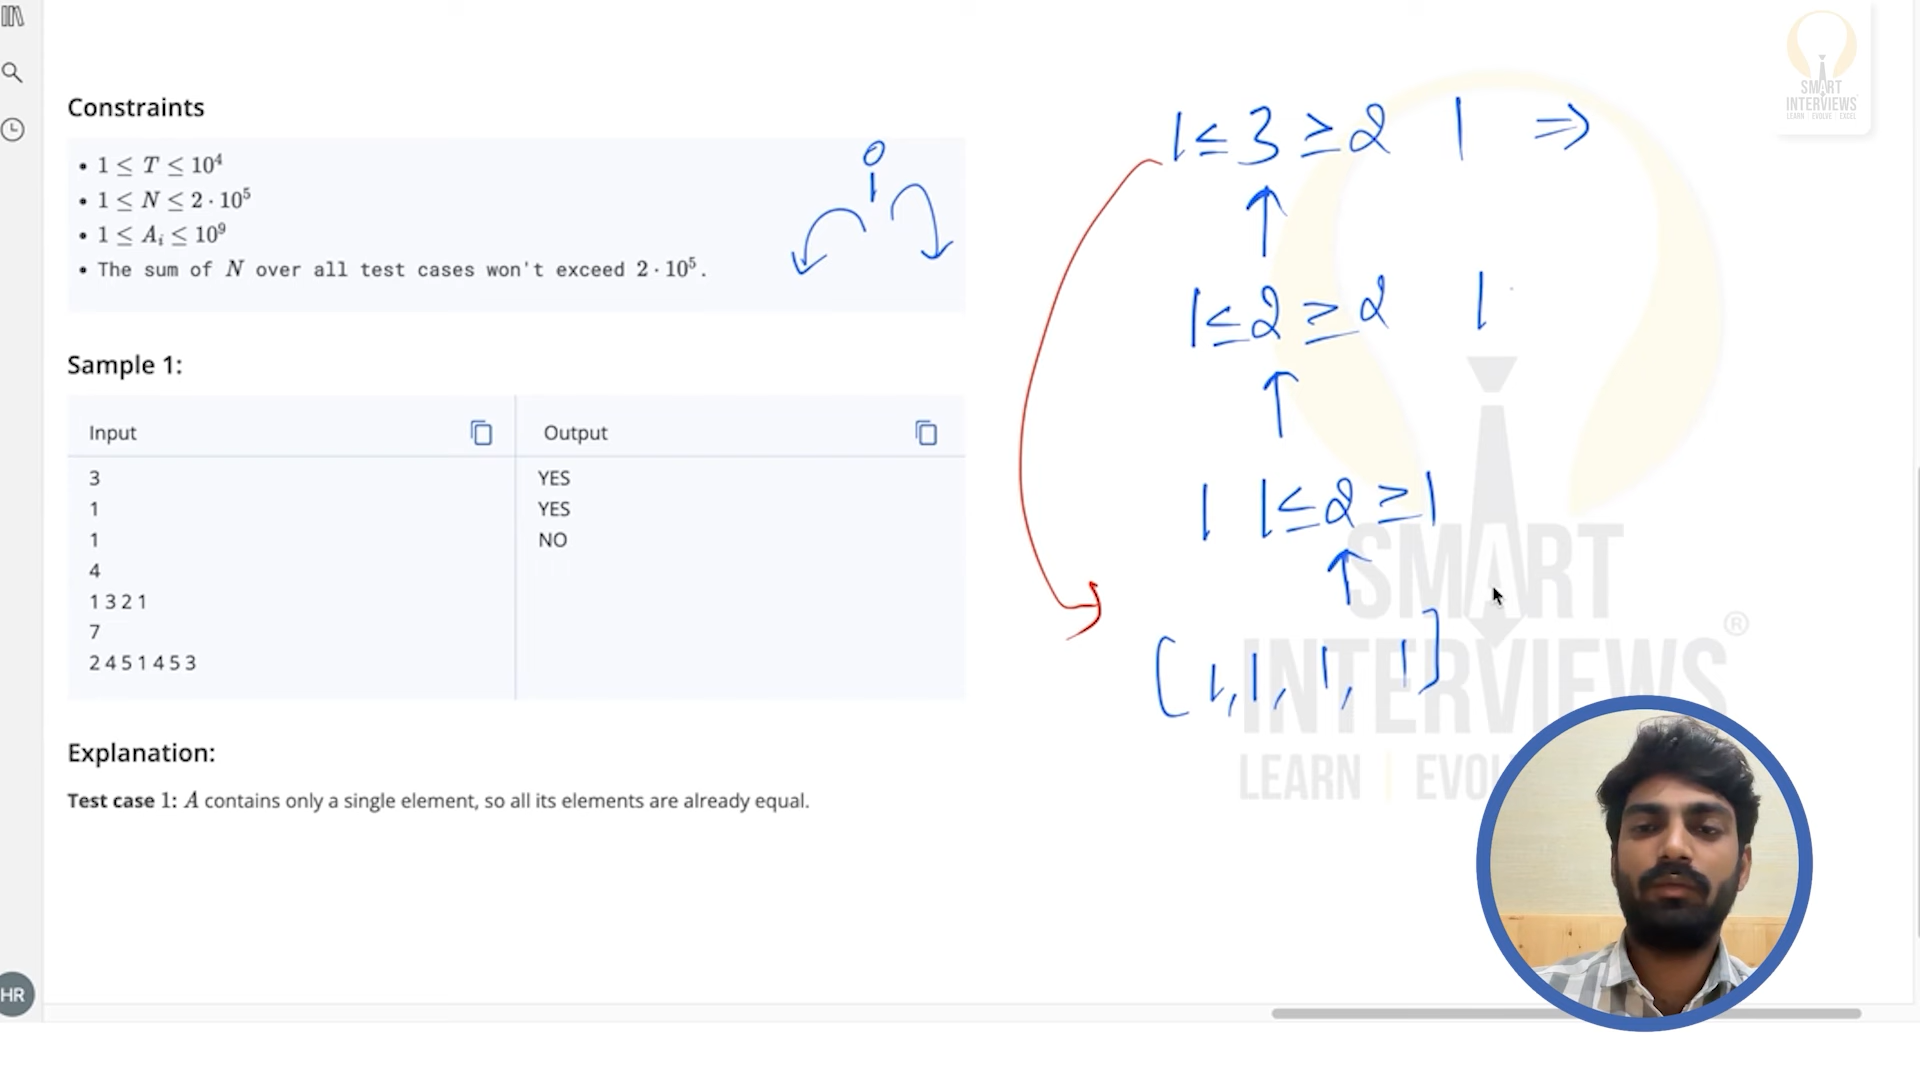 Constraints
• 1 ≤ T ≤ 10⁴
• 1 ≤ N ≤ 2 · 10⁵
• 1 ≤ Aᵢ ≤ 10⁹
• The sum of N over all test cases won't exceed 2 · 10⁵.
0
1
Sample 1:
Input
Output
3
1
1
4
1 3 2 1
7
2 4 5 1 4 5 3
YES
YES
NO
Explanation:
Test case 1: A contains only a single element, so all its elements are already equal.
1 ≤ 3 ≥ 2 1 ⇒
↑
1 ≤ 2 ≥ 2 1
↑
1 1 ≤ 2 ≥ 1
↑
[1, 1, 1, 1]
SMART
INTERVIEWS
LEARN | EVOLVE | EXCEL
SMART
INTERVIEWS®
LEARN | EVOL
HR